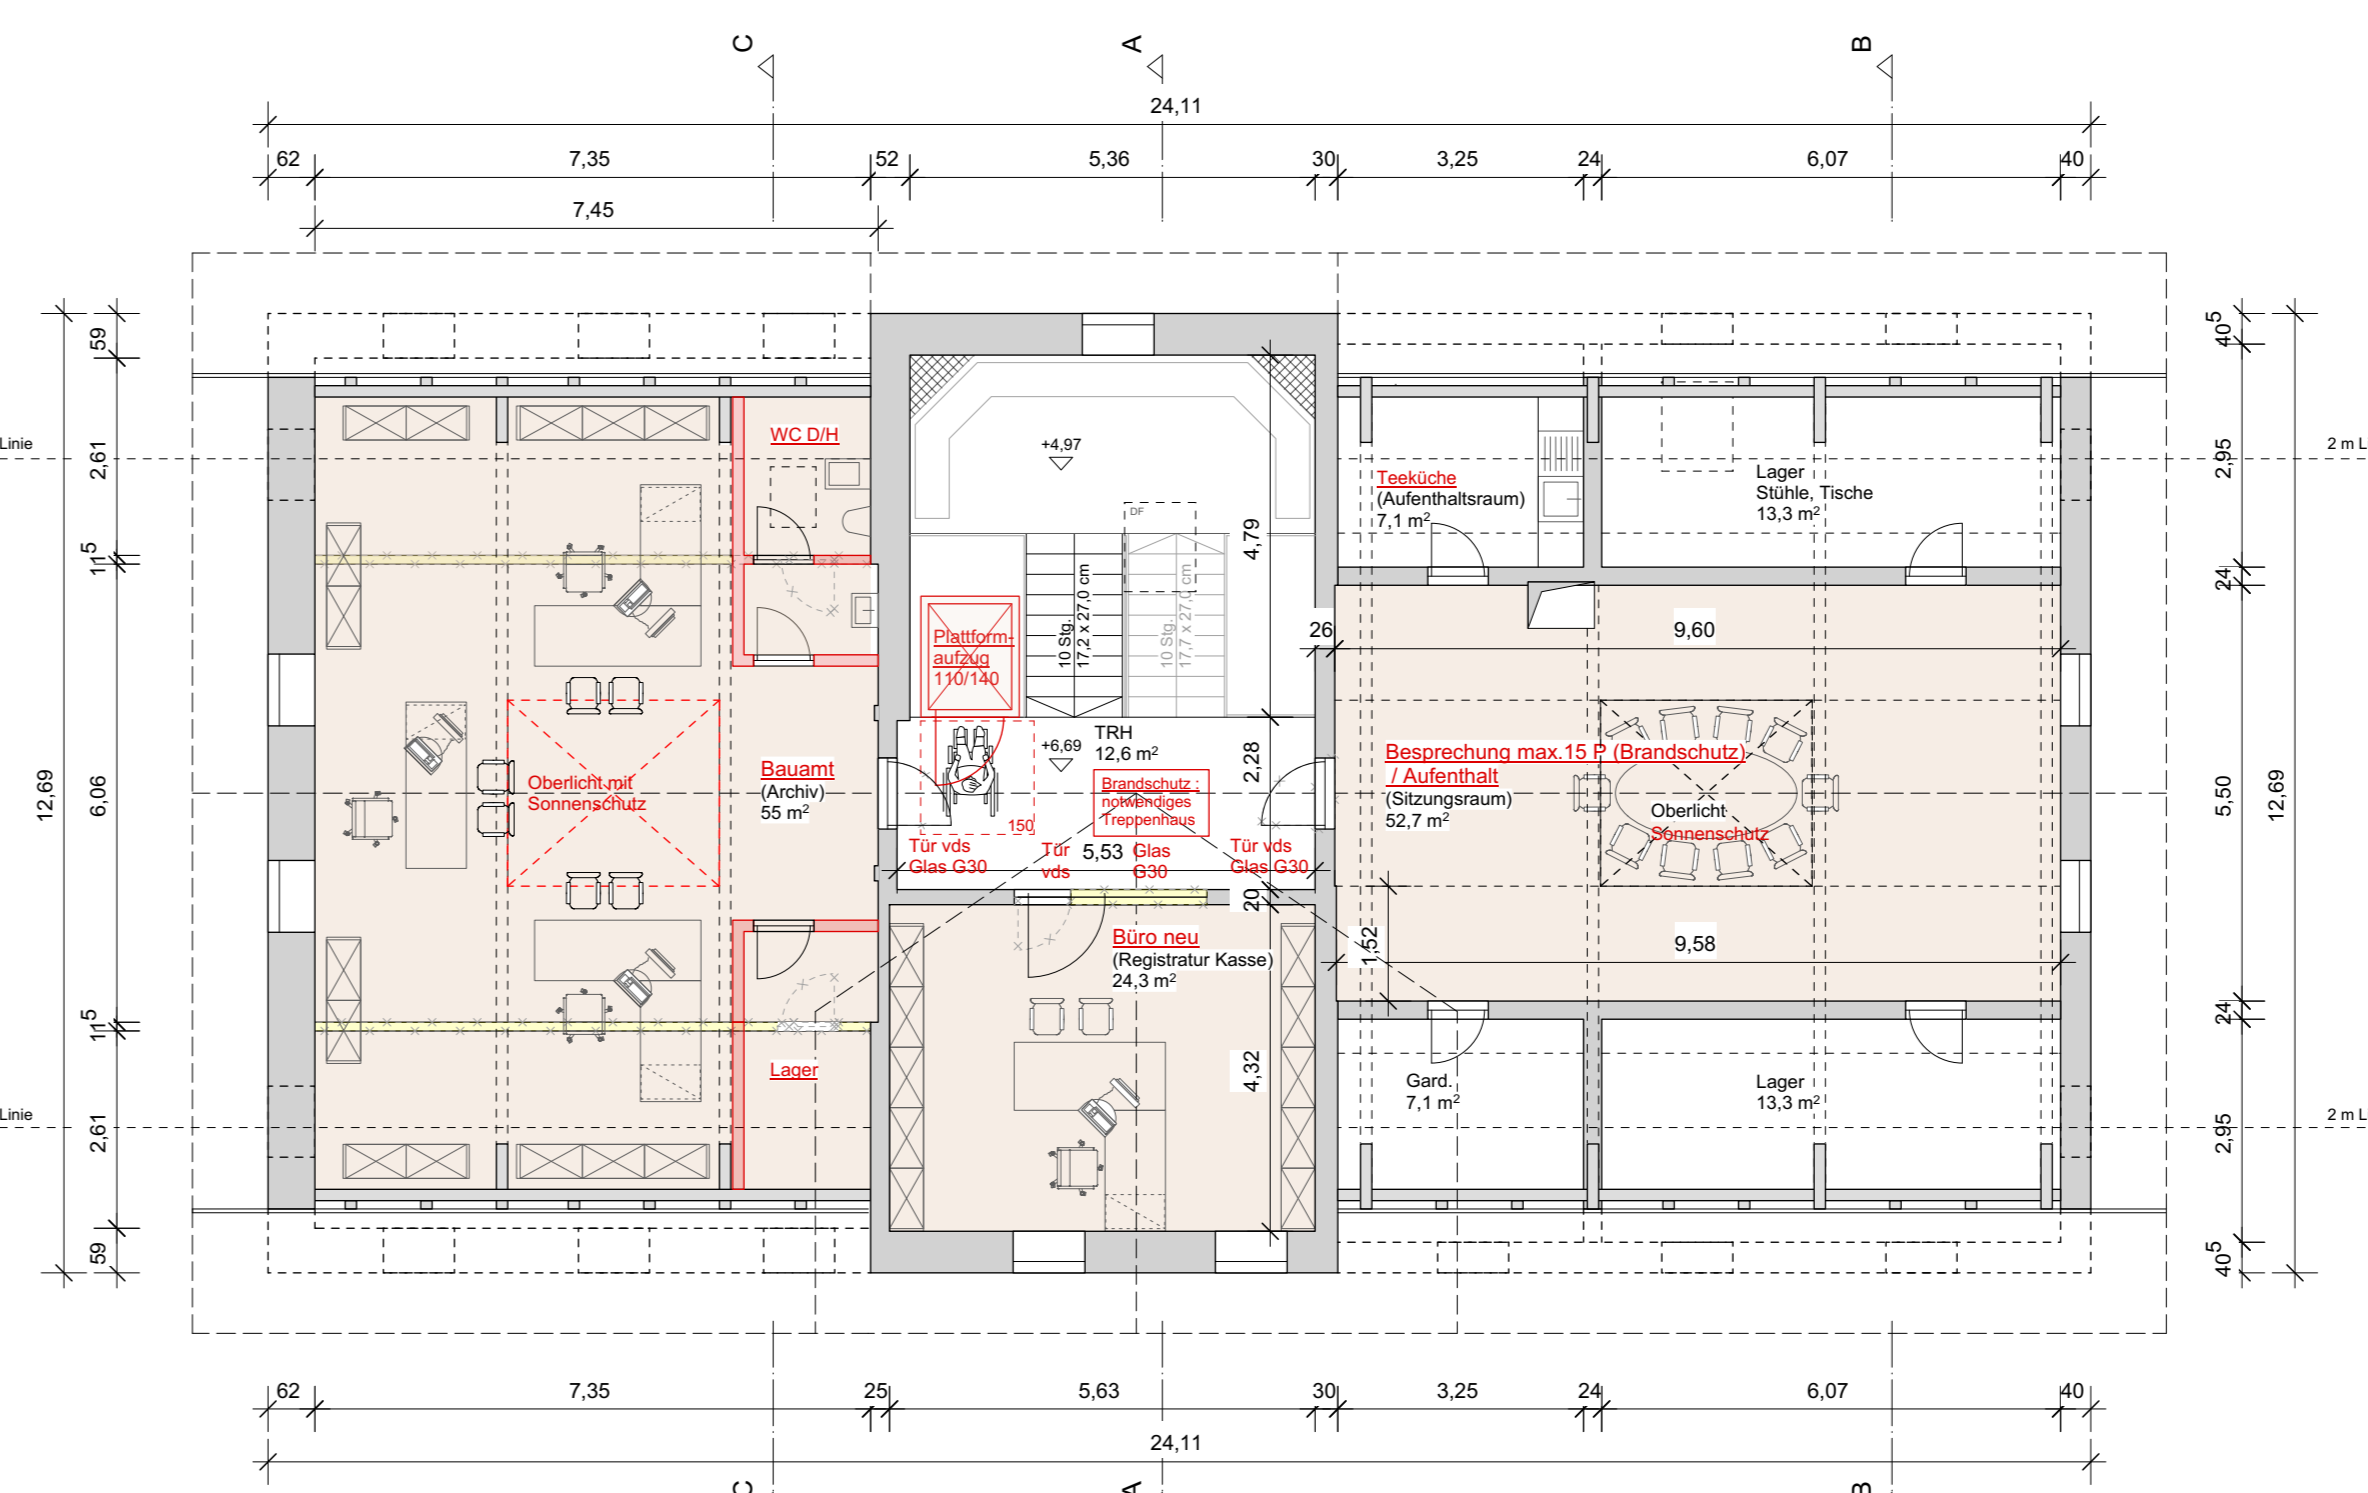 C
A
B
24,11
62
7,35
52
5,36
30
3,25
24
6,07
40
7,45
59
2,61
11⁵
6,06
11⁵
2,61
59
12,69
Linie
Linie
WC D/H
Oberlicht mit
Sonnenschutz
Bauamt
(Archiv)
55 m²
Lager
+4,97
DF
4,79
10 Stg.
17,2 x 27,0 cm
10 Stg.
17,7 x 27,0 cm
Plattform-
aufzug
110/140
+6,69
TRH
12,6 m²
2,28
Brandschutz :
notwendiges
Treppenhaus
150
Tür vds
Glas G30
Tür
vds
5,53
Glas
G30
Tür vds
Glas G30
20
Büro neu
(Registratur Kasse)
24,3 m²
4,32
26
Teeküche
(Aufenthaltsraum)
7,1 m²
Lager
Stühle, Tische
13,3 m²
9,60
Besprechung max.15 P (Brandschutz)
/ Aufenthalt
(Sitzungsraum)
52,7 m²
Oberlicht
Sonnenschutz
1,52
9,58
Gard.
7,1 m²
Lager
13,3 m²
2 m L
2 m L
40⁵
2,95
24
5,50
24
2,95
40⁵
12,69
62
7,35
25
5,63
30
3,25
24
6,07
40
24,11
C
A
B